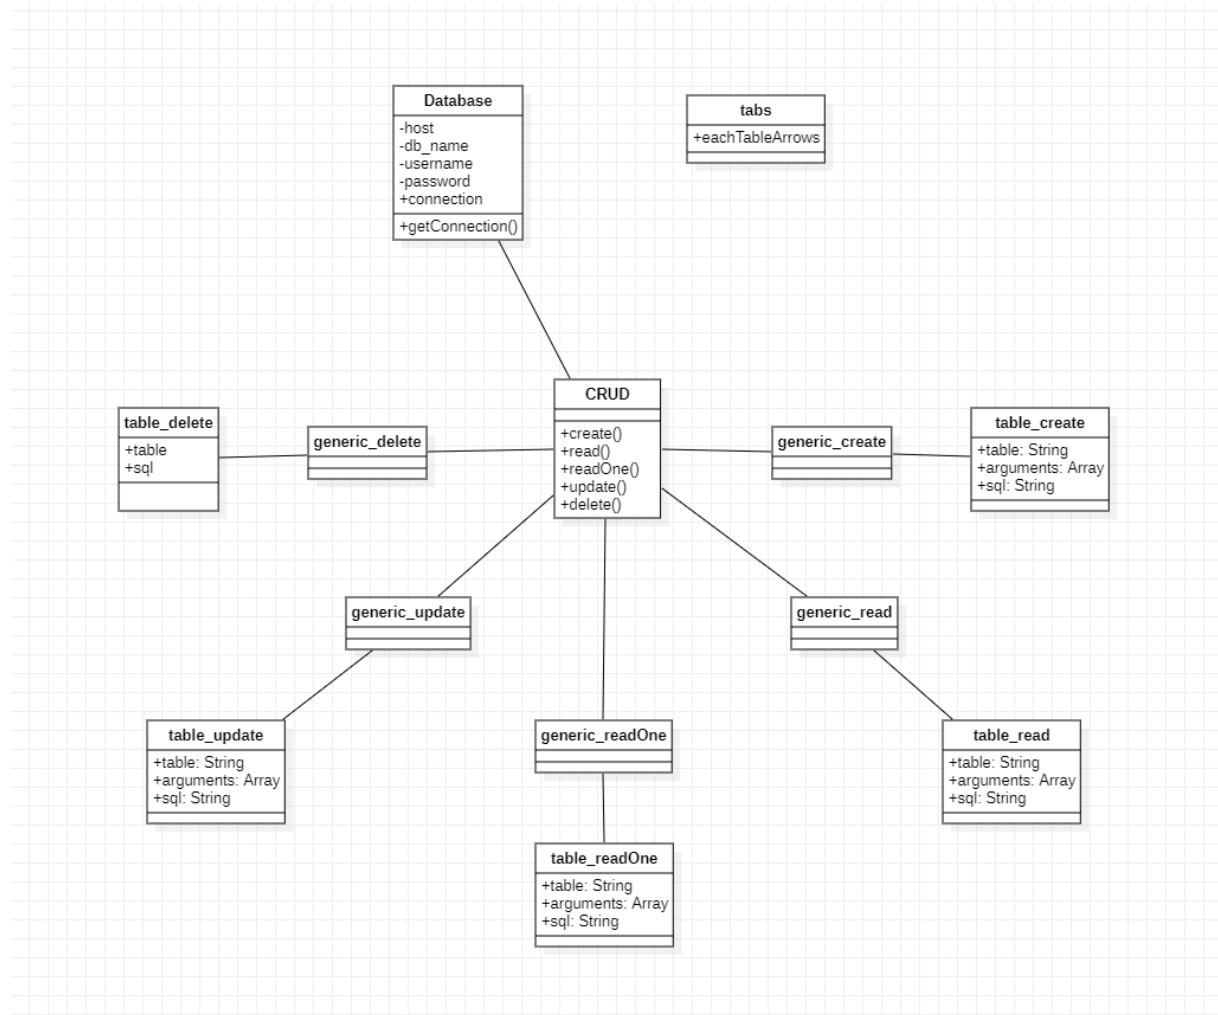 Database
-host
-db_name
-username
-password
+connection
+getConnection()
tabs
+eachTableArrows
CRUD
+create()
+read()
+readOne()
+update()
+delete()
table_delete
+table
+sql
generic_delete
generic_create
table_create
+table: String
+arguments: Array
+sql: String
generic_update
generic_read
table_update
+table: String
+arguments: Array
+sql: String
generic_readOne
table_read
+table: String
+arguments: Array
+sql: String
table_readOne
+table: String
+arguments: Array
+sql: String